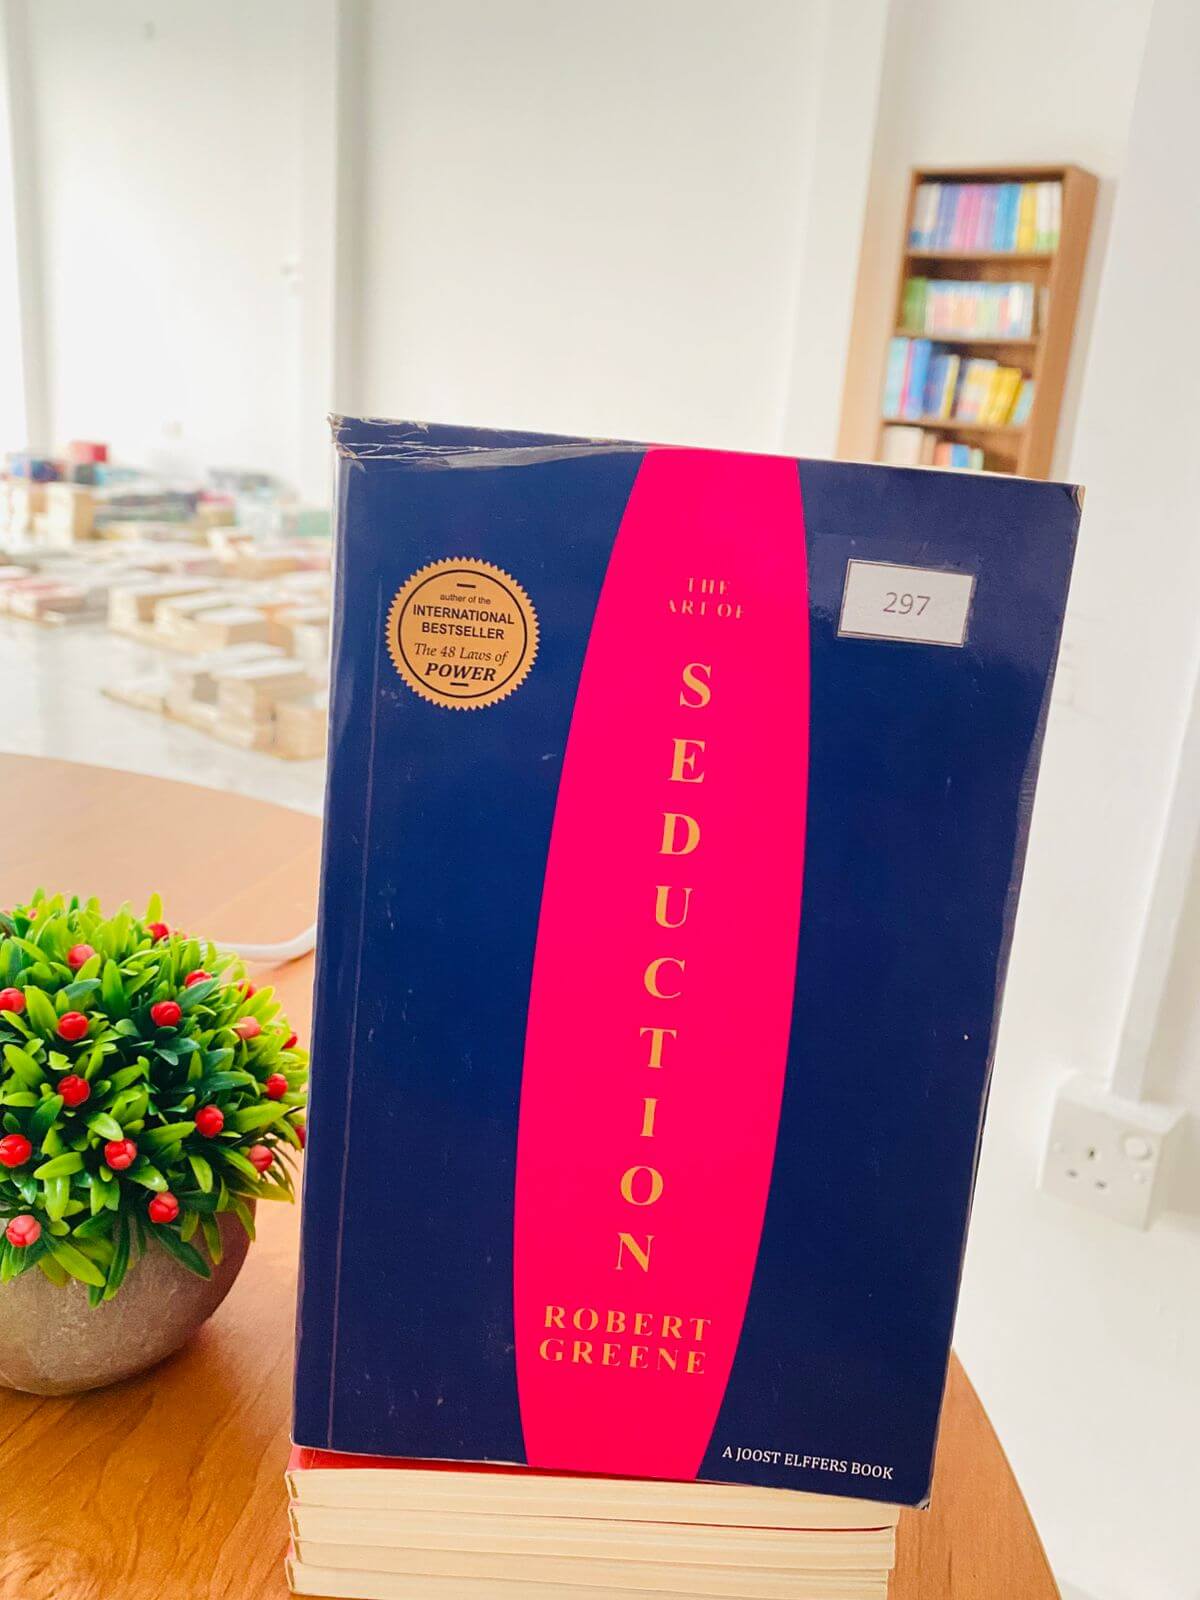 author of the
INTERNATIONAL
BESTSELLER
The 48 Laws of
POWER
297
THE
ART OF
SEDUCTION
ROBERT
GREENE
A JOOST ELFFERS BOOK